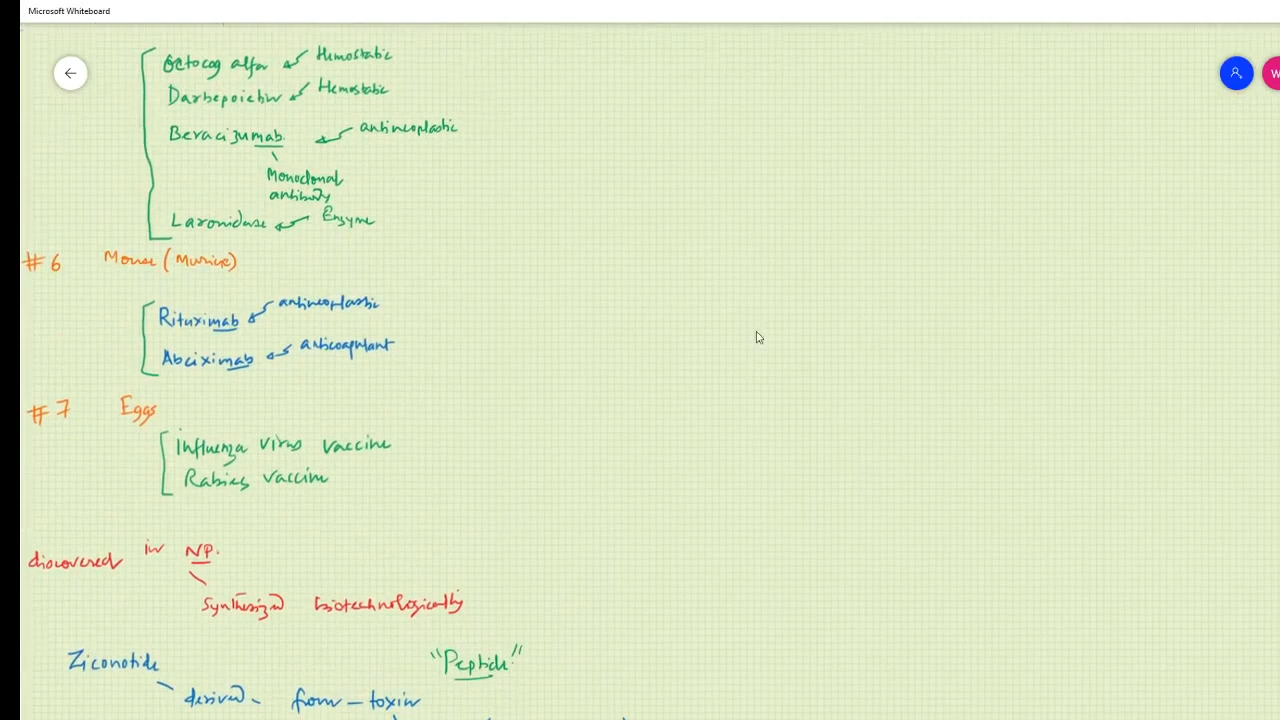 Microsoft Whiteboard
Octocog alfa Hemostatic
Darbepoietin Hemostatic
Beracizumab antineoplastic
Monoclonal
antibody
Laronidase Enzyme
#6 Mouse (Murine)
Rituximab antineoplastic
Abciximab anticoagulant
#7 Eggs
Influenza virus vaccine
Rabies vaccine
discovered in NP.
Synthesized biotechnologically
Ziconotide "Peptide"
derived from - toxin
W